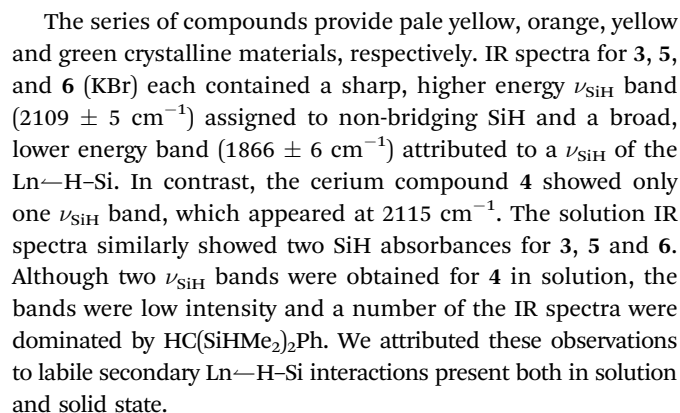 The series of compounds provide pale yellow, orange, yellow
and green crystalline materials, respectively. IR spectra for 3, 5,
and 6 (KBr) each contained a sharp, higher energy νSiH band
(2109 ± 5 cm−1) assigned to non-bridging SiH and a broad,
lower energy band (1866 ± 6 cm−1) attributed to a νSiH of the
Ln←H–Si. In contrast, the cerium compound 4 showed only
one νSiH band, which appeared at 2115 cm−1. The solution IR
spectra similarly showed two SiH absorbances for 3, 5 and 6.
Although two νSiH bands were obtained for 4 in solution, the
bands were low intensity and a number of the IR spectra were
dominated by HC(SiHMe2)2Ph. We attributed these observations
to labile secondary Ln←H–Si interactions present both in solution
and solid state.